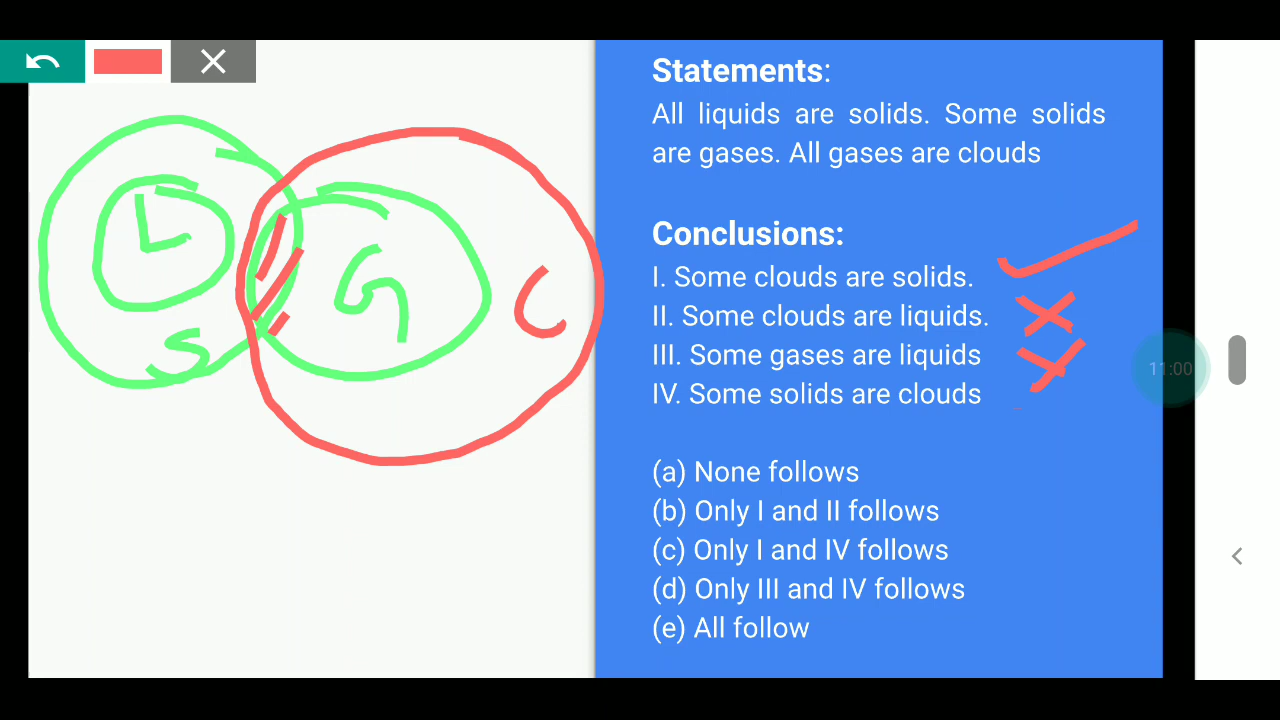 Statements:
All liquids are solids. Some solids
are gases. All gases are clouds
Conclusions:
I. Some clouds are solids.
II. Some clouds are liquids.
III. Some gases are liquids
IV. Some solids are clouds
(a) None follows
(b) Only I and II follows
(c) Only I and IV follows
(d) Only III and IV follows
(e) All follow
L
S
G
C
11:00